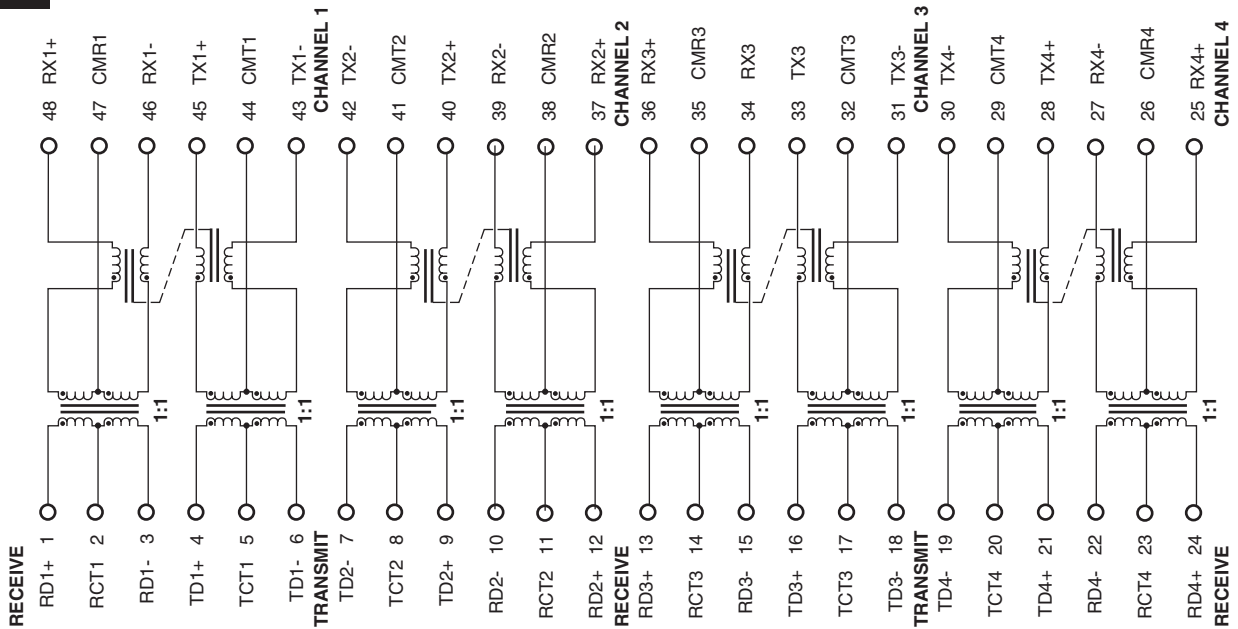 48 RX1+
47 CMR1
46 RX1-
45 TX1+
44 CMT1
43 TX1-
CHANNEL 1
42 TX2-
41 CMT2
40 TX2+
39 RX2-
38 CMR2
37 RX2+
CHANNEL 2
36 RX3+
35 CMR3
34 RX3
33 TX3
32 CMT3
31 TX3-
CHANNEL 3
30 TX4-
29 CMT4
28 TX4+
27 RX4-
26 CMR4
25 RX4+
CHANNEL 4
1:1
1:1
1:1
1:1
1:1
1:1
1:1
1:1
RECEIVE
RD1+ 1
RCT1 2
RD1- 3
TD1+ 4
TCT1 5
TD1- 6
TRANSMIT
TD2- 7
TCT2 8
TD2+ 9
RD2- 10
RCT2 11
RD2+ 12
RECEIVE
RD3+ 13
RCT3 14
RD3- 15
TD3+ 16
TCT3 17
TD3- 18
TRANSMIT
TD4- 19
TCT4 20
TD4+ 21
RD4- 22
RCT4 23
RD4+ 24
RECEIVE